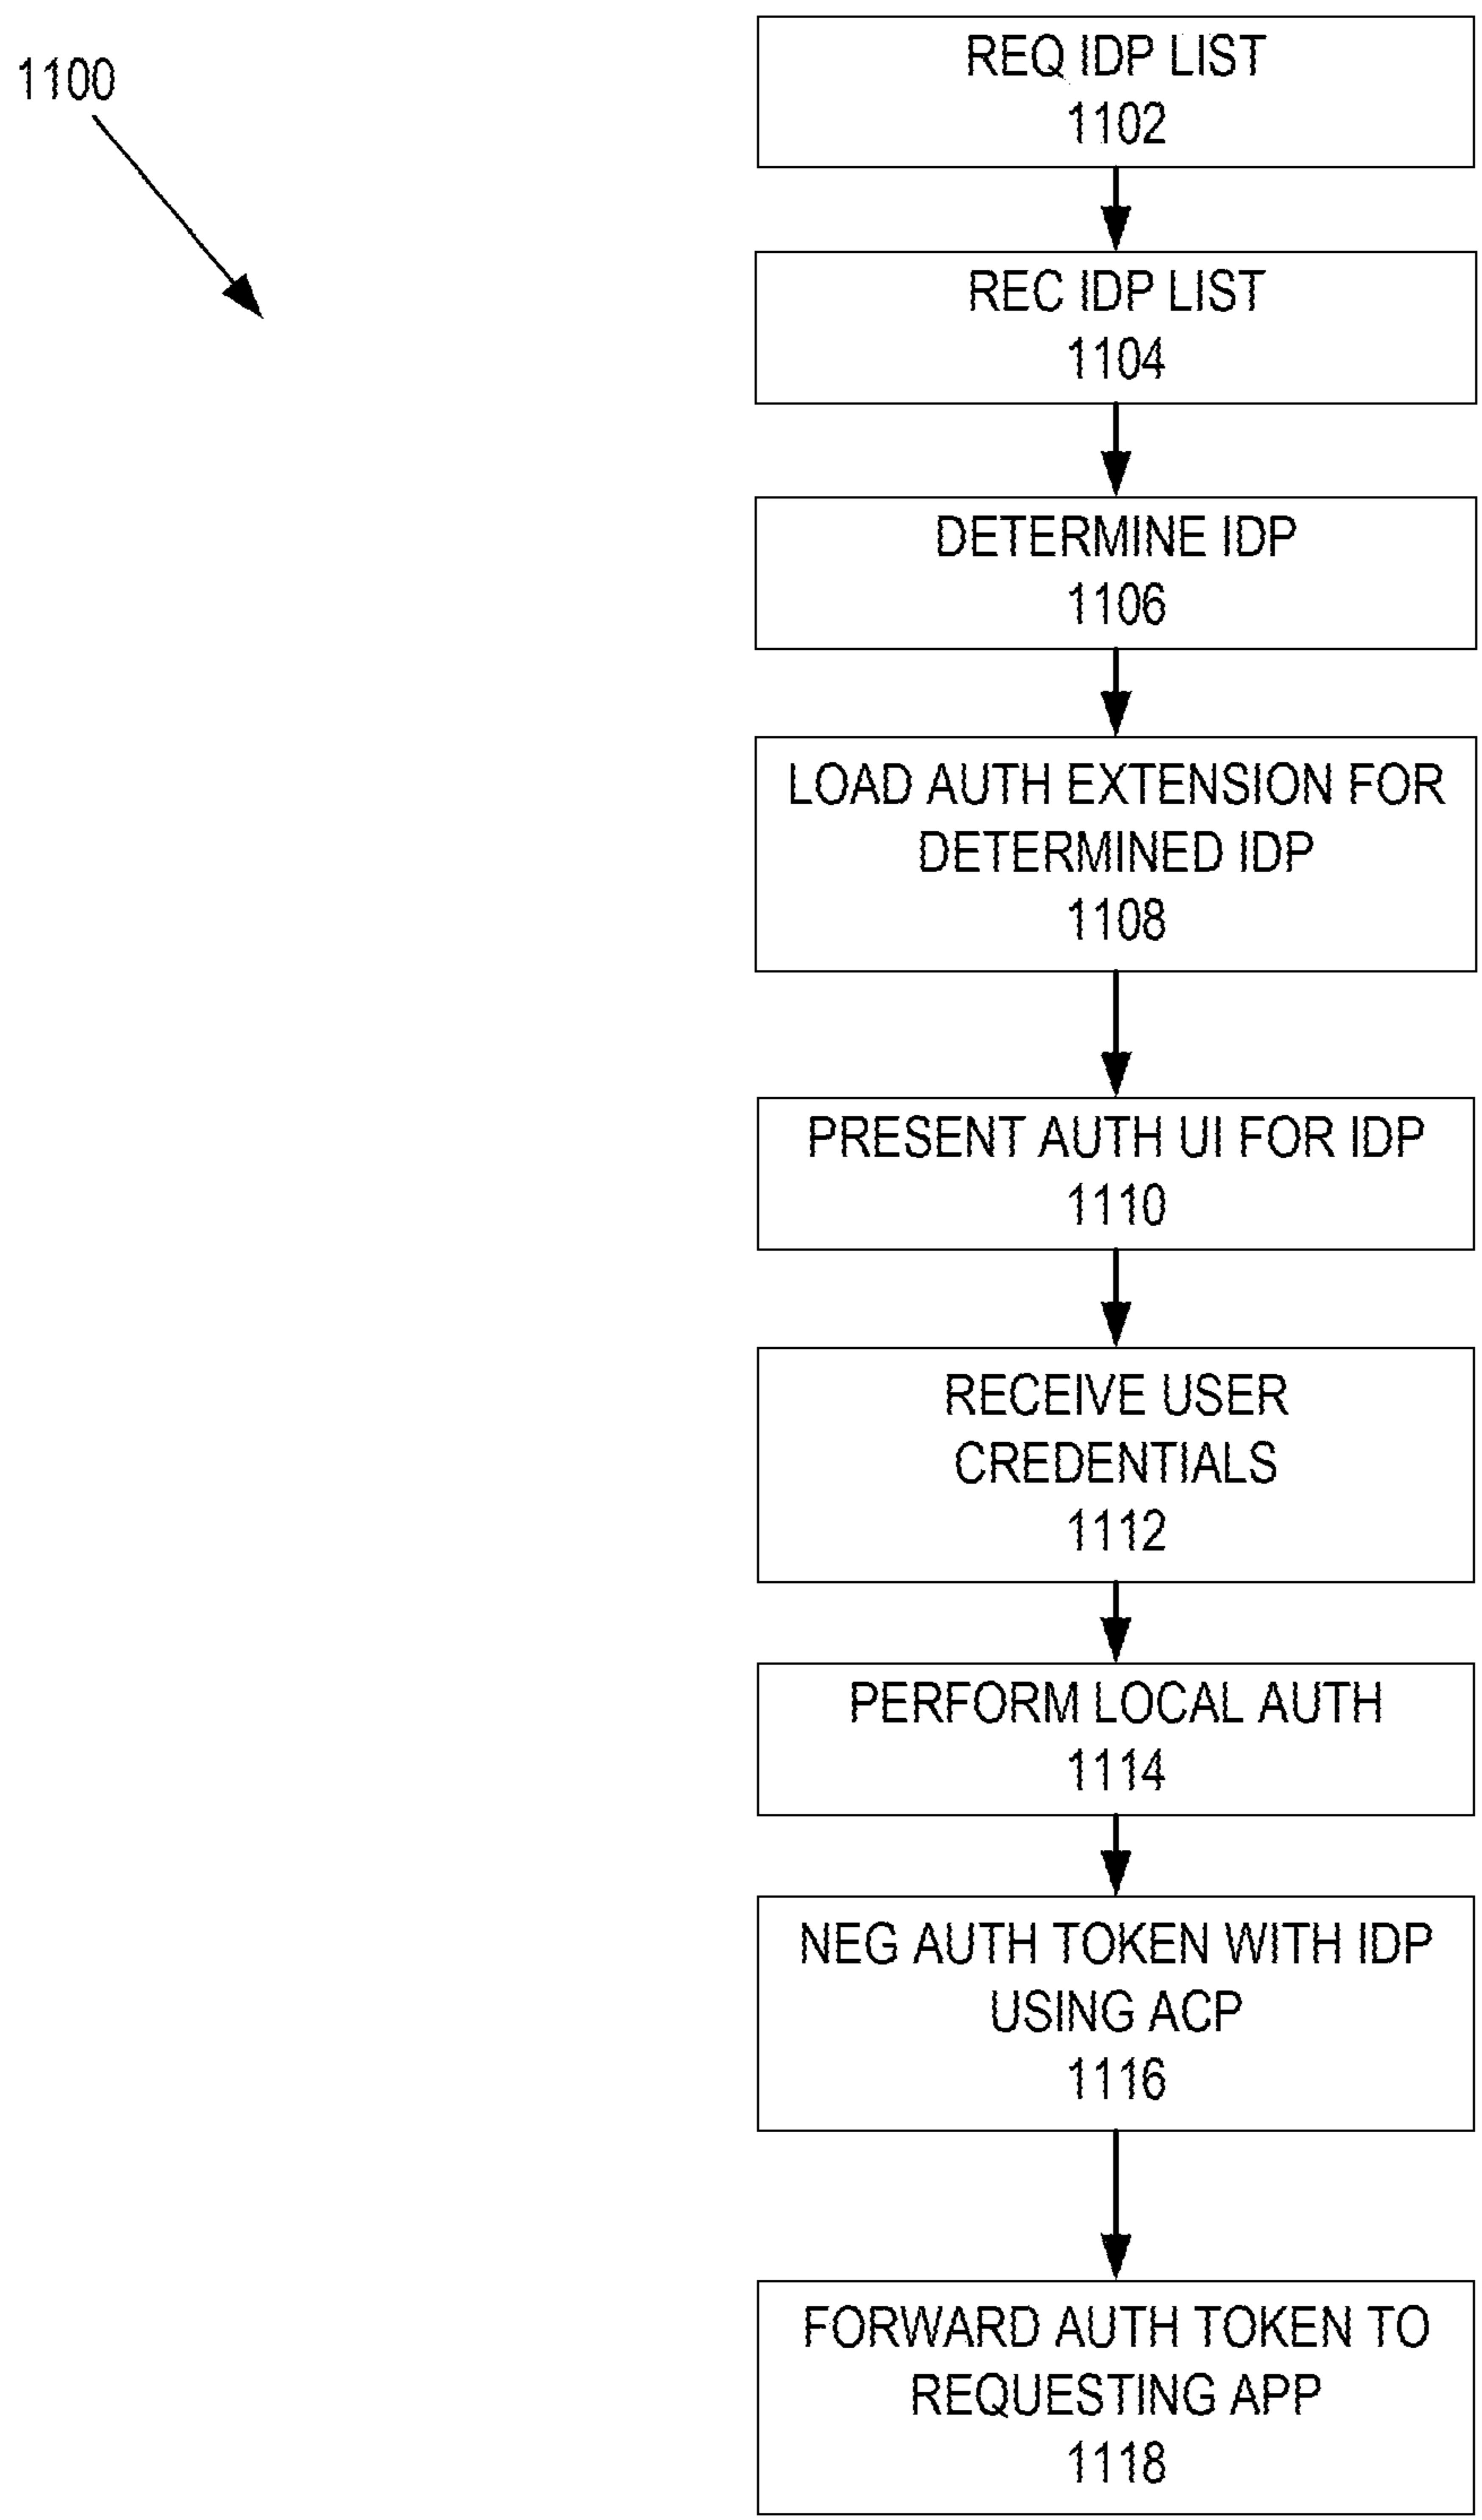 1100
REQ IDP LIST
1102
REC IDP LIST
1104
DETERMINE IDP
1106
LOAD AUTH EXTENSION FOR
DETERMINED IDP
1108
PRESENT AUTH UI FOR IDP
1110
RECEIVE USER
CREDENTIALS
1112
PERFORM LOCAL AUTH
1114
NEG AUTH TOKEN WITH IDP
USING ACP
1116
FORWARD AUTH TOKEN TO
REQUESTING APP
1118